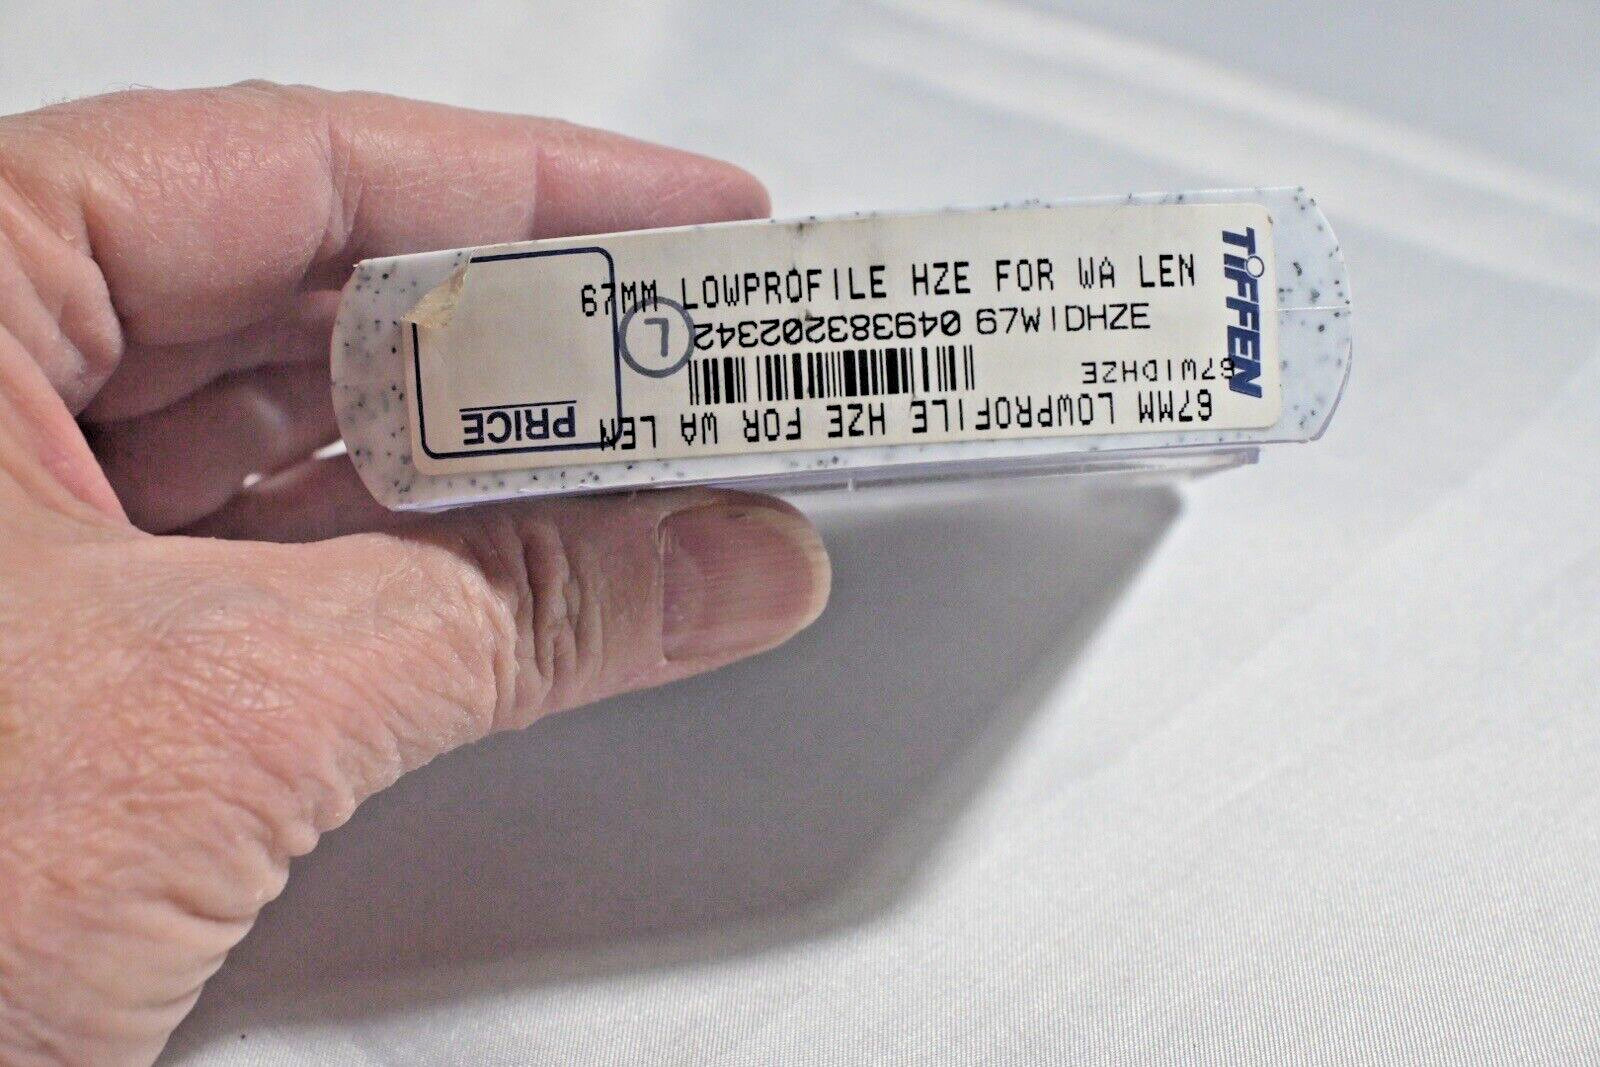 TIFFEN
67MM LOWPROFILE HZE FOR WA LEN
049383202342 67WIDHZE
67WIDHZE
67MM LOWPROFILE HZE FOR WA LEN
PRICE